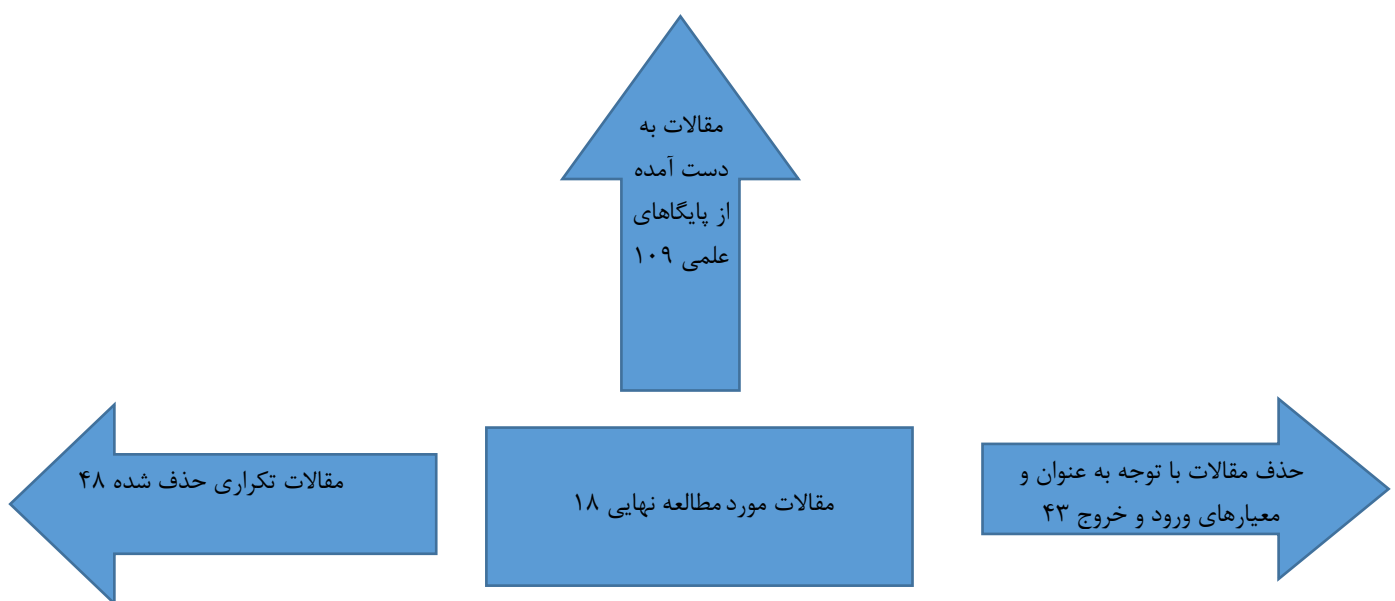 مقالات به
دست آمده
از پایگاهای
علمی ۱۰۹
حذف مقالات با توجه به عنوان و
معیارهای ورود و خروج ۴۳
مقالات مورد مطالعه نهایی ۱۸
مقالات تکراری حذف شده ۴۸